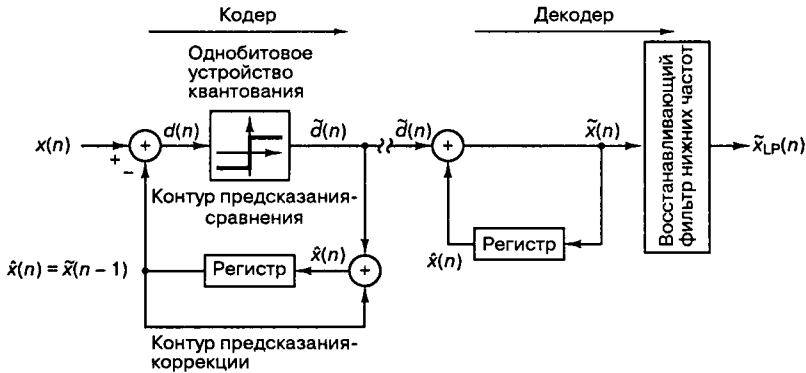 Кодер
Декодер
Однобитовое
устройство
квантования
x(n)
+
+
−
d(n)
d̃(n)
d̃(n)
+
x̃(n)
x̃LP(n)
Восстанавливающий
фильтр нижних частот
Контур предсказания-
сравнения
x̂(n) = x̃(n − 1)
Регистр
x̂(n)
+
x̂(n)
Регистр
Контур предсказания-
коррекции